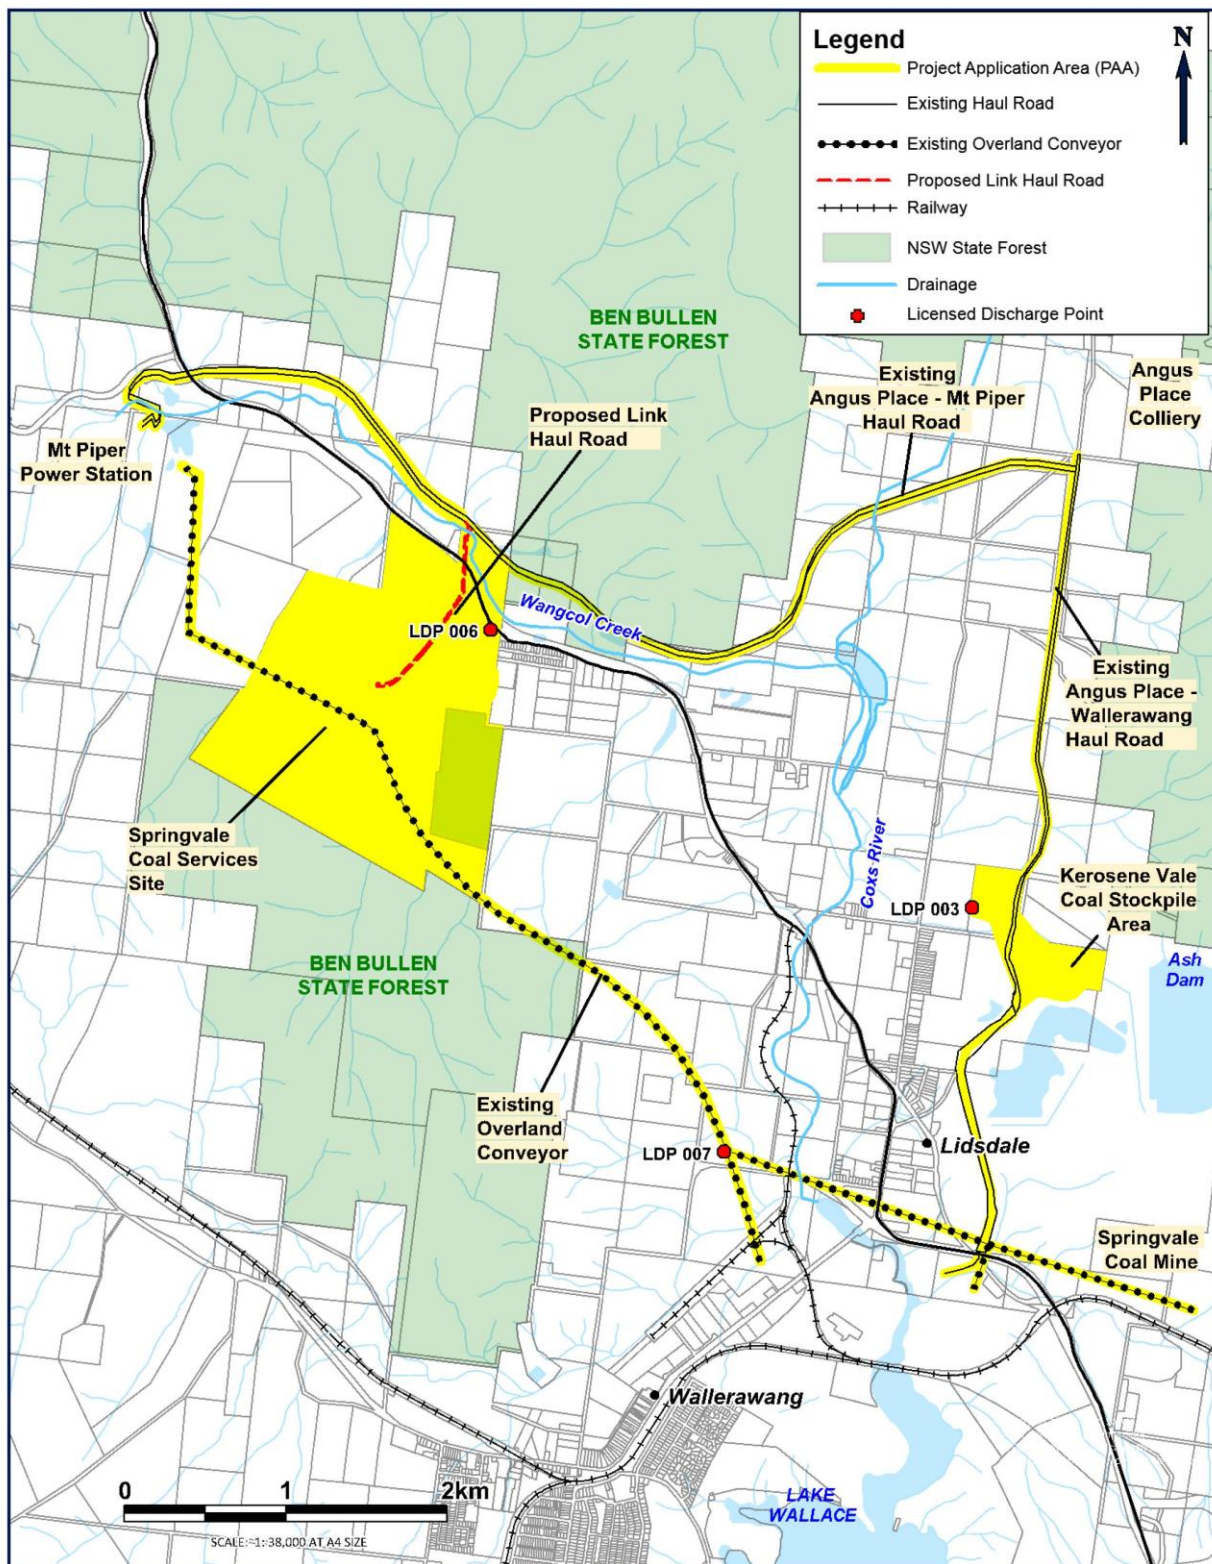 Legend
N
Project Application Area (PAA)
Existing Haul Road
Existing Overland Conveyor
Proposed Link Haul Road
Railway
NSW State Forest
Drainage
Licensed Discharge Point
BEN BULLEN
STATE FOREST
Existing
Angus Place - Mt Piper
Haul Road
Angus
Place
Colliery
Proposed Link
Haul Road
Mt Piper
Power Station
LDP 006
Wangcol Creek
Existing
Angus Place -
Wallerawang
Haul Road
Springvale
Coal Services
Site
Coxs River
Kerosene Vale
Coal Stockpile
Area
LDP 003
BEN BULLEN
STATE FOREST
Ash
Dam
Existing
Overland
Conveyor
LDP 007
Lidsdale
Springvale
Coal Mine
Wallerawang
0
1
2km
SCALE:≈1:38,000 AT A4 SIZE
LAKE
WALLACE